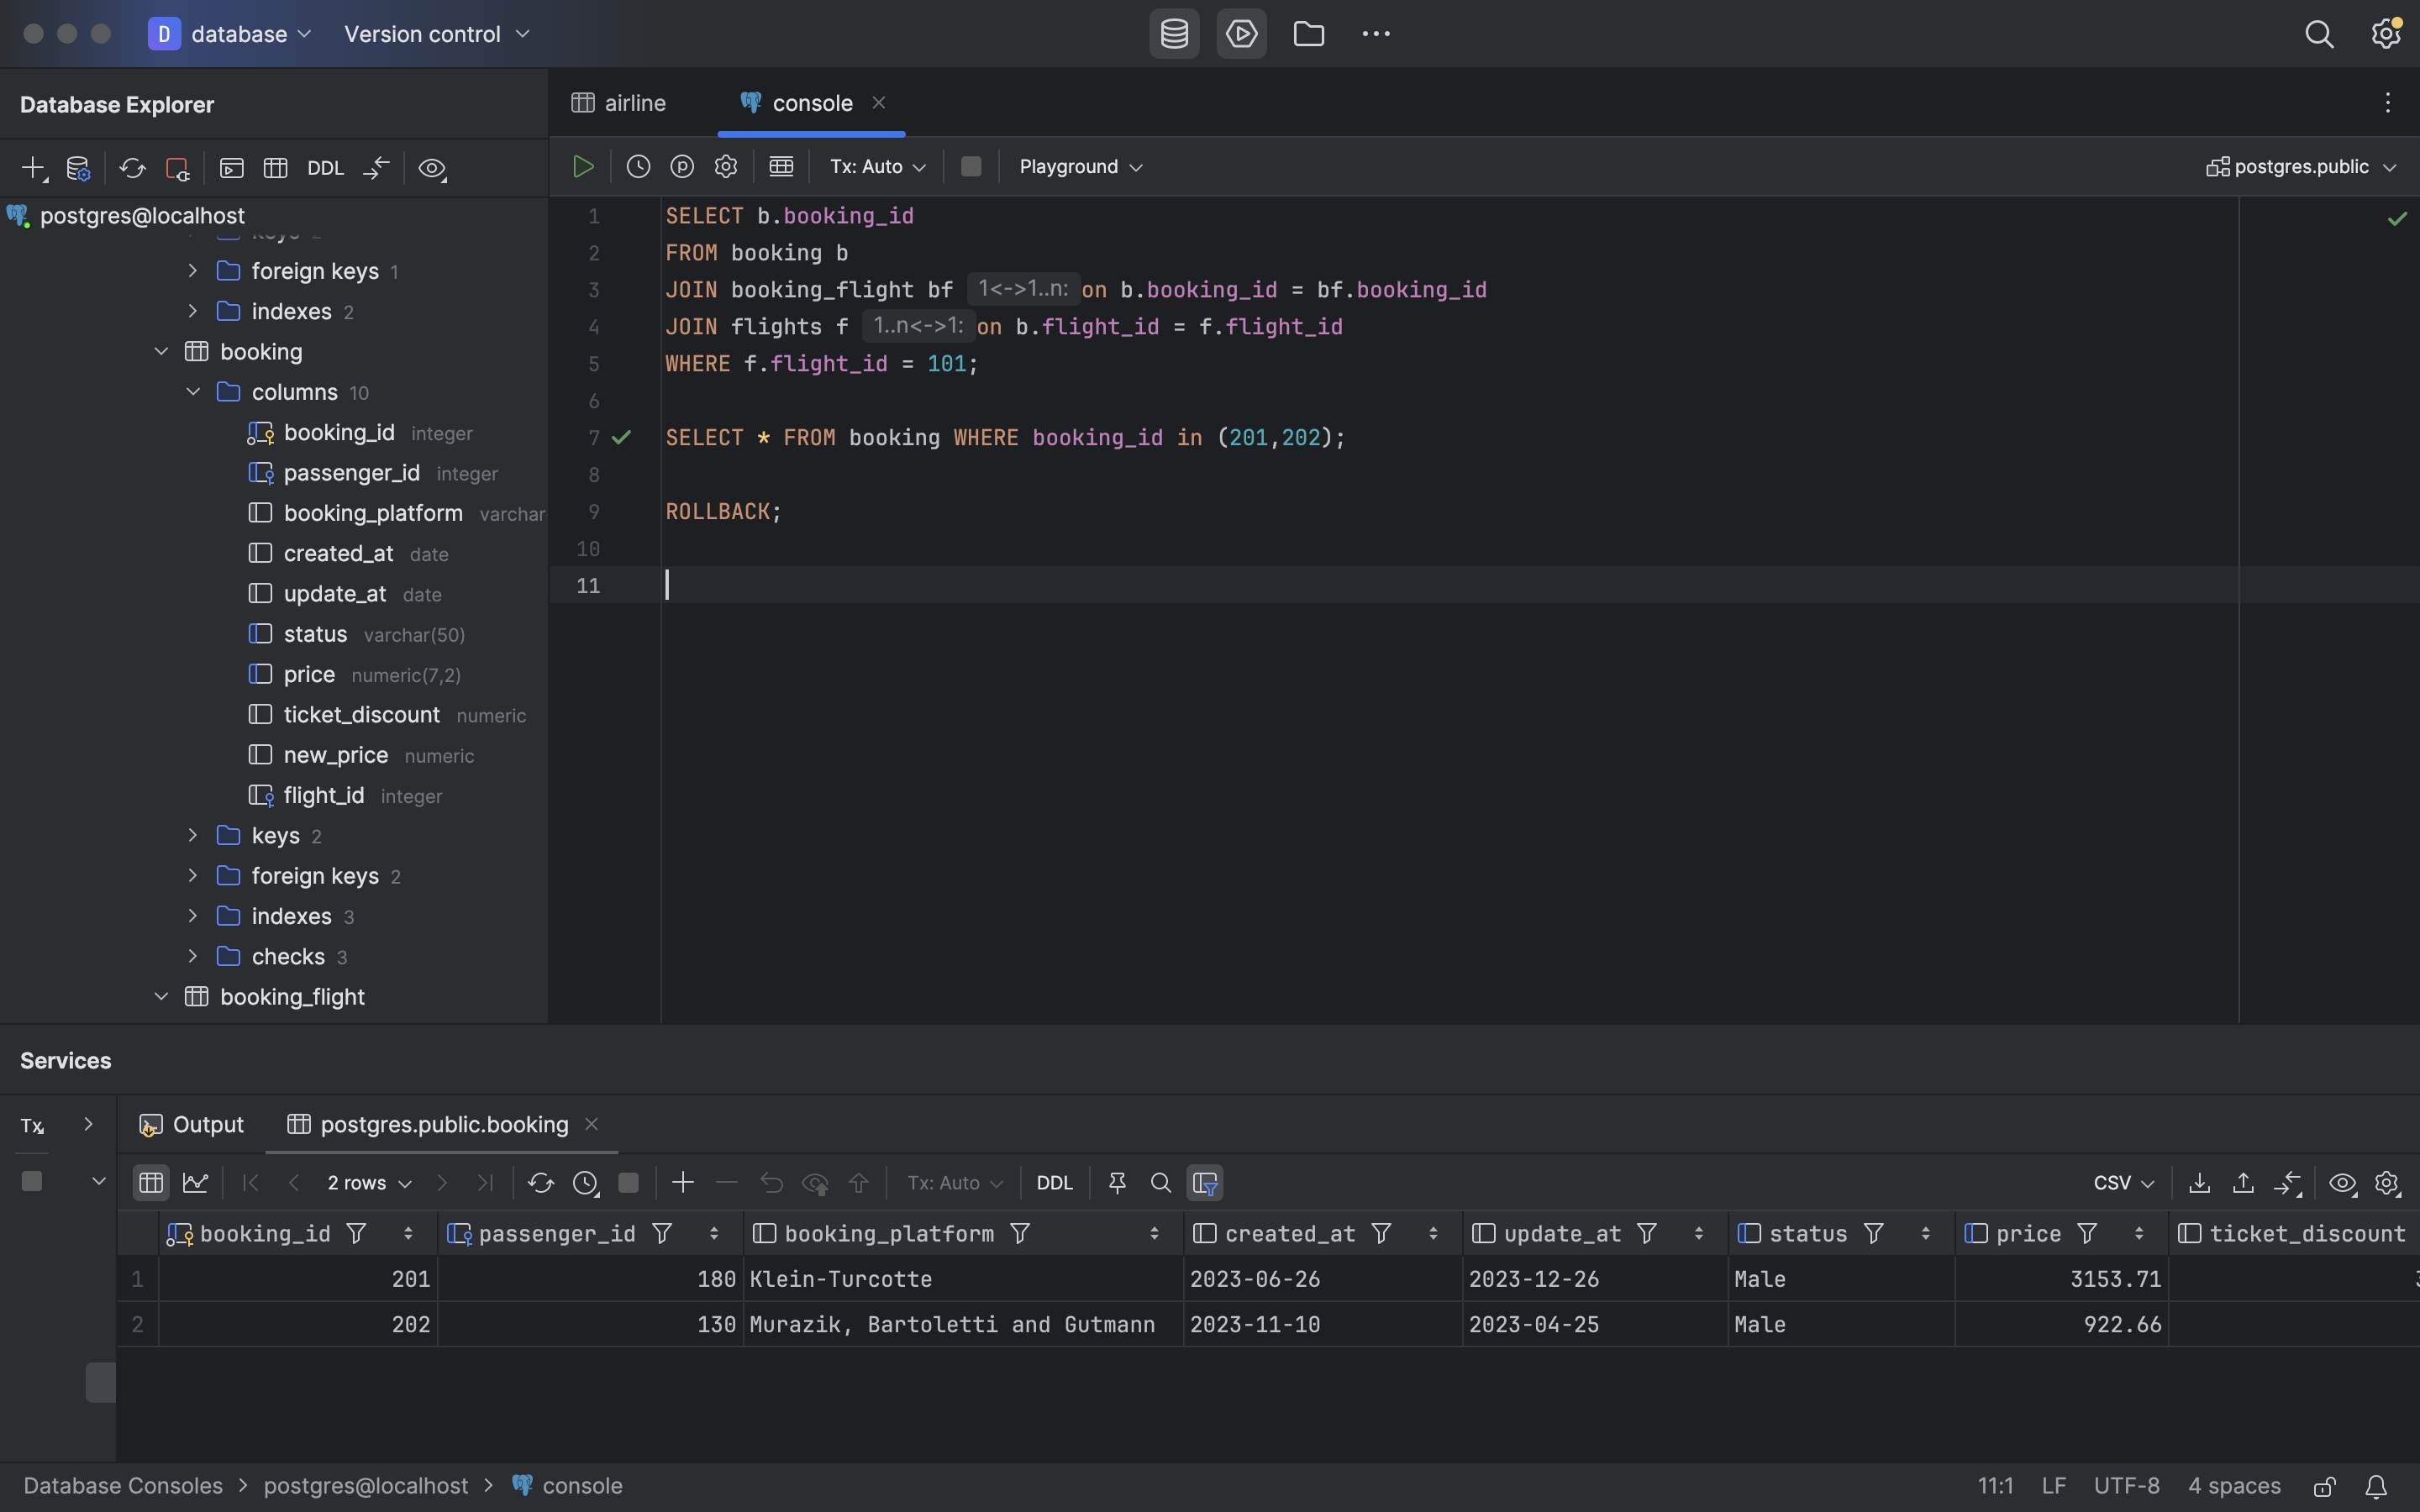 D database Version control
Database Explorer
airline
console
DDL
Tx: Auto
Playground
postgres.public
postgres@localhost
keys 2
foreign keys 1
indexes 2
booking
columns 10
booking_id integer
passenger_id integer
booking_platform varchar
created_at date
update_at date
status varchar(50)
price numeric(7,2)
ticket_discount numeric
new_price numeric
flight_id integer
keys 2
foreign keys 2
indexes 3
checks 3
booking_flight
1 SELECT b.booking_id
2 FROM booking b
3 JOIN booking_flight bf 1<->1..n: on b.booking_id = bf.booking_id
4 JOIN flights f 1..n<->1: on b.flight_id = f.flight_id
5 WHERE f.flight_id = 101;
6
7 SELECT * FROM booking WHERE booking_id in (201,202);
8
9 ROLLBACK;
10
11
Services
Tx
Output
postgres.public.booking
2 rows
Tx: Auto
DDL
CSV
booking_id passenger_id booking_platform created_at update_at status price ticket_discount
1 201 180 Klein-Turcotte 2023-06-26 2023-12-26 Male 3153.71
2 202 130 Murazik, Bartoletti and Gutmann 2023-11-10 2023-04-25 Male 922.66
Database Consoles > postgres@localhost > console
11:1 LF UTF-8 4 spaces